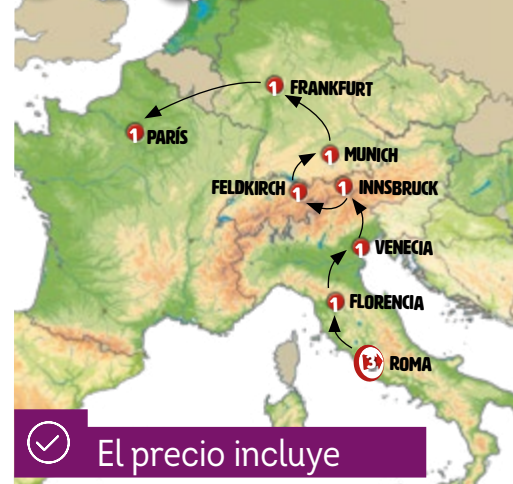 1 FRANKFURT
1 PARÍS
1 MUNICH
FELDKIRCH 1
1 INNSBRUCK
1 VENECIA
1 FLORENCIA
3 ROMA
El precio incluye